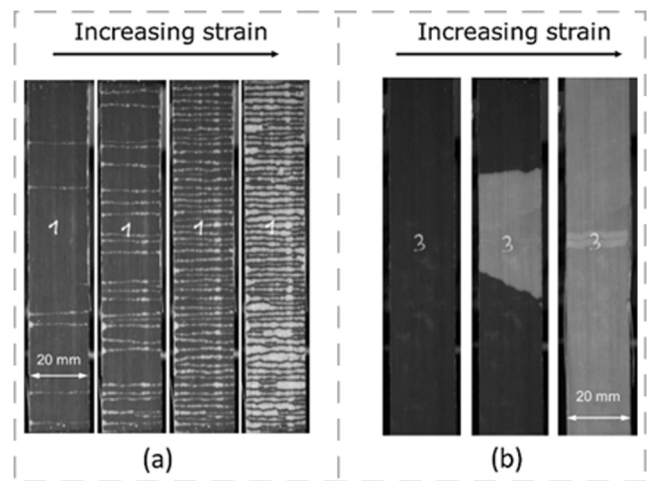 Increasing strain
1 1 1 1
20 mm
(a)
Increasing strain
3 3 3
20 mm
(b)